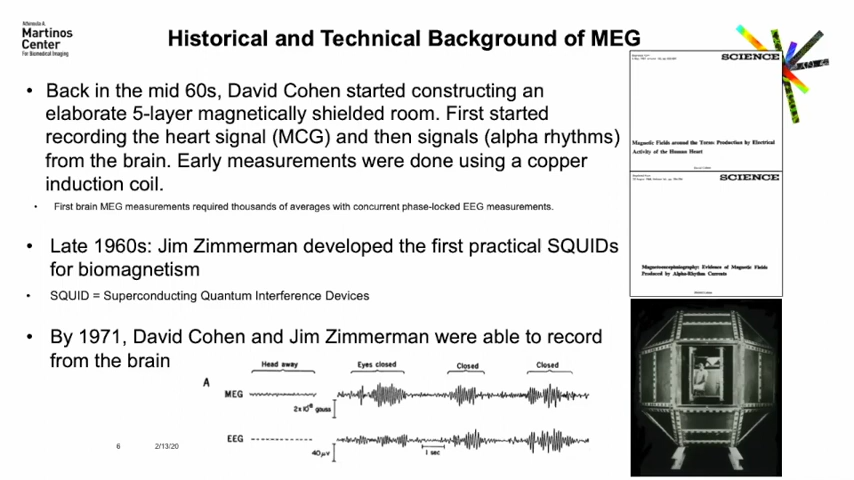 Athinoula A.
Martinos
Center
For Biomedical Imaging
Historical and Technical Background of MEG
• Back in the mid 60s, David Cohen started constructing an
elaborate 5-layer magnetically shielded room. First started
recording the heart signal (MCG) and then signals (alpha rhythms)
from the brain. Early measurements were done using a copper
induction coil.
• First brain MEG measurements required thousands of averages with concurrent phase-locked EEG measurements.
• Late 1960s: Jim Zimmerman developed the first practical SQUIDs
for biomagnetism
• SQUID = Superconducting Quantum Interference Devices
• By 1971, David Cohen and Jim Zimmerman were able to record
from the brain
Head away Eyes closed Closed Closed
A
MEG
2x10⁻⁸ gauss
EEG
40μv
1 sec
6 2/13/20
SCIENCE
Magnetic Fields around the Torso: Production by Electrical
Activity of the Human Heart
SCIENCE
Magnetoencephalography: Evidence of Magnetic Fields
Produced by Alpha-Rhythm Currents